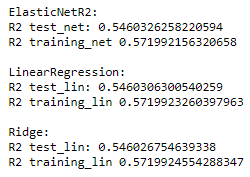 ElasticNetR2:
R2 test_net: 0.5460326258220594
R2 training_net 0.571992156320658
LinearRegression:
R2 test_lin: 0.5460306300540259
R2 training_lin 0.5719923260397963
Ridge:
R2 test_lin: 0.546026754639338
R2 training_lin 0.5719924554288347